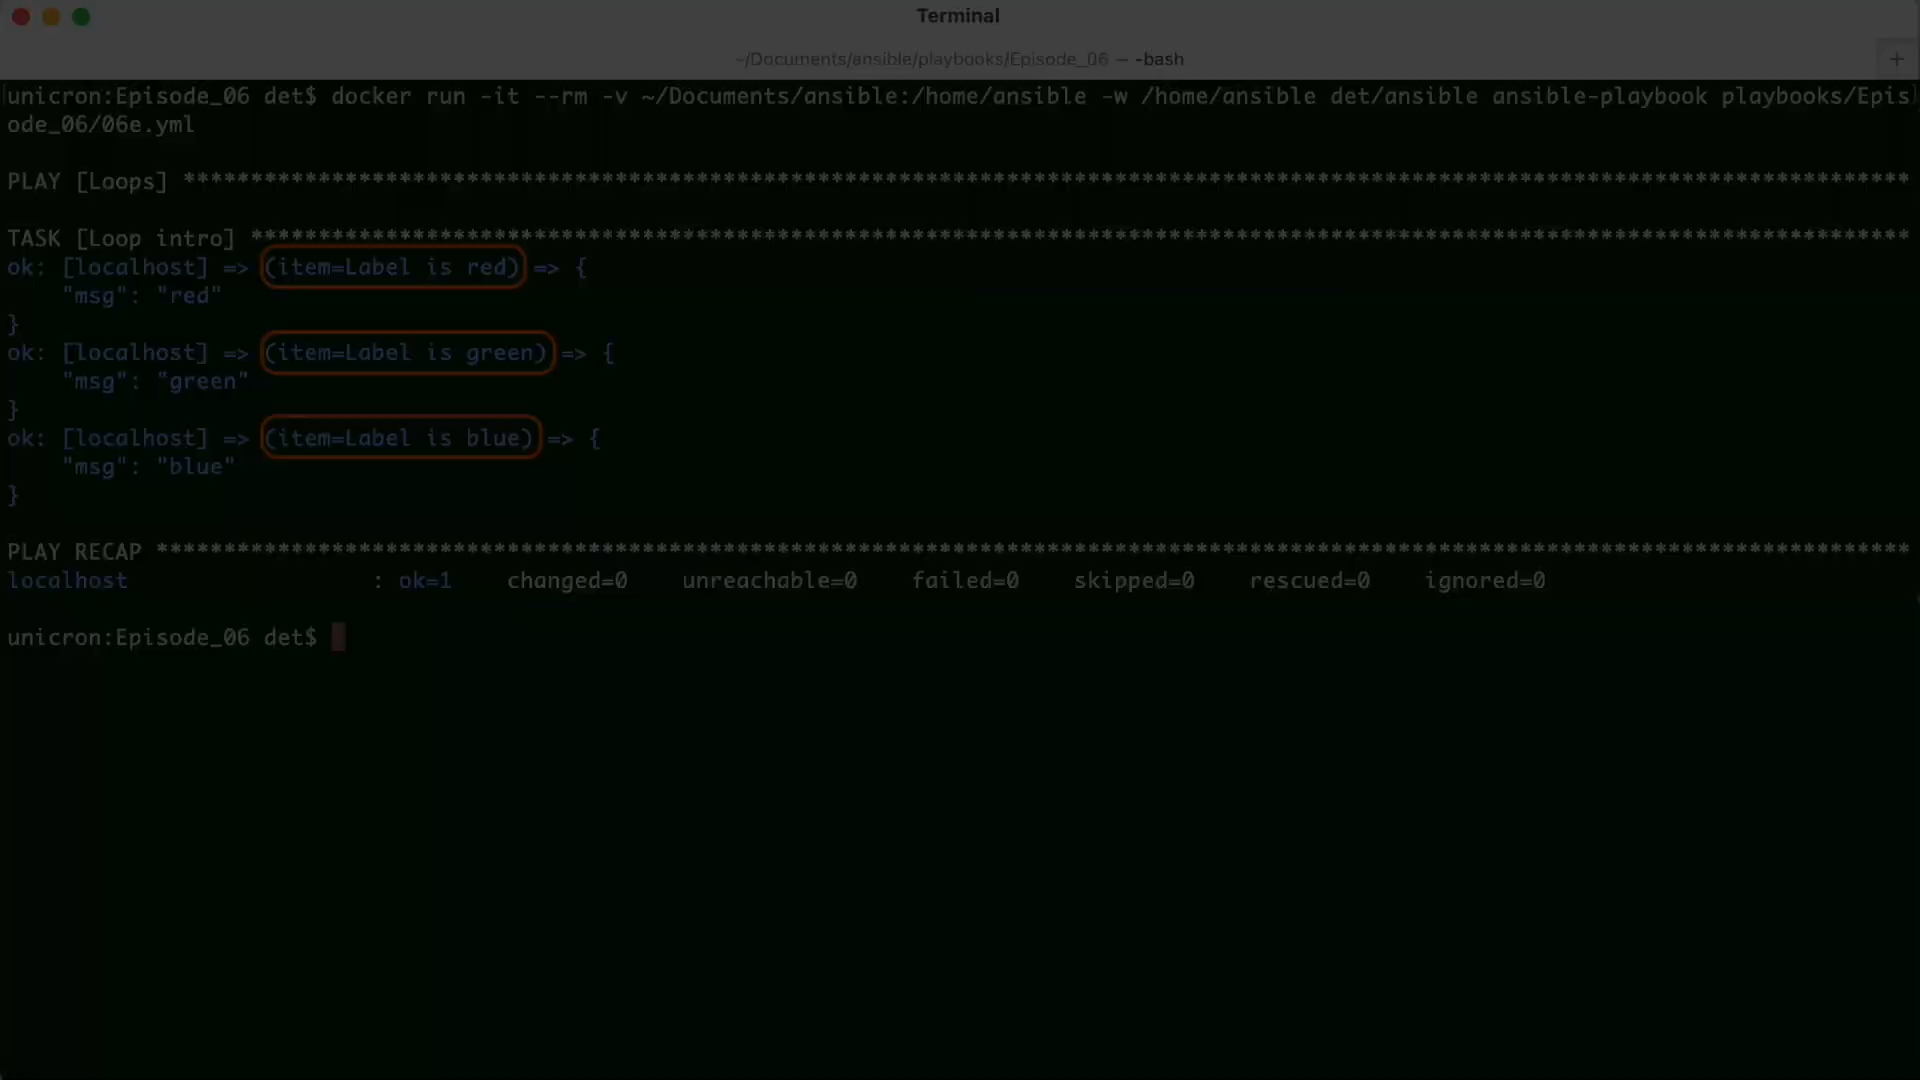 Terminal
~/Documents/ansible/playbooks/Episode_06 — -bash
+
unicron:Episode_06 det$ docker run -it --rm -v ~/Documents/ansible:/home/ansible -w /home/ansible det/ansible ansible-playbook playbooks/Epis
ode_06/06e.yml
PLAY [Loops] ********************************************************************************************************************************
TASK [Loop intro] ***************************************************************************************************************************
ok: [localhost] => (item=Label is red) => {
    "msg": "red"
}
ok: [localhost] => (item=Label is green) => {
    "msg": "green"
}
ok: [localhost] => (item=Label is blue) => {
    "msg": "blue"
}
PLAY RECAP **********************************************************************************************************************************
localhost                  : ok=1    changed=0    unreachable=0    failed=0    skipped=0    rescued=0    ignored=0
unicron:Episode_06 det$